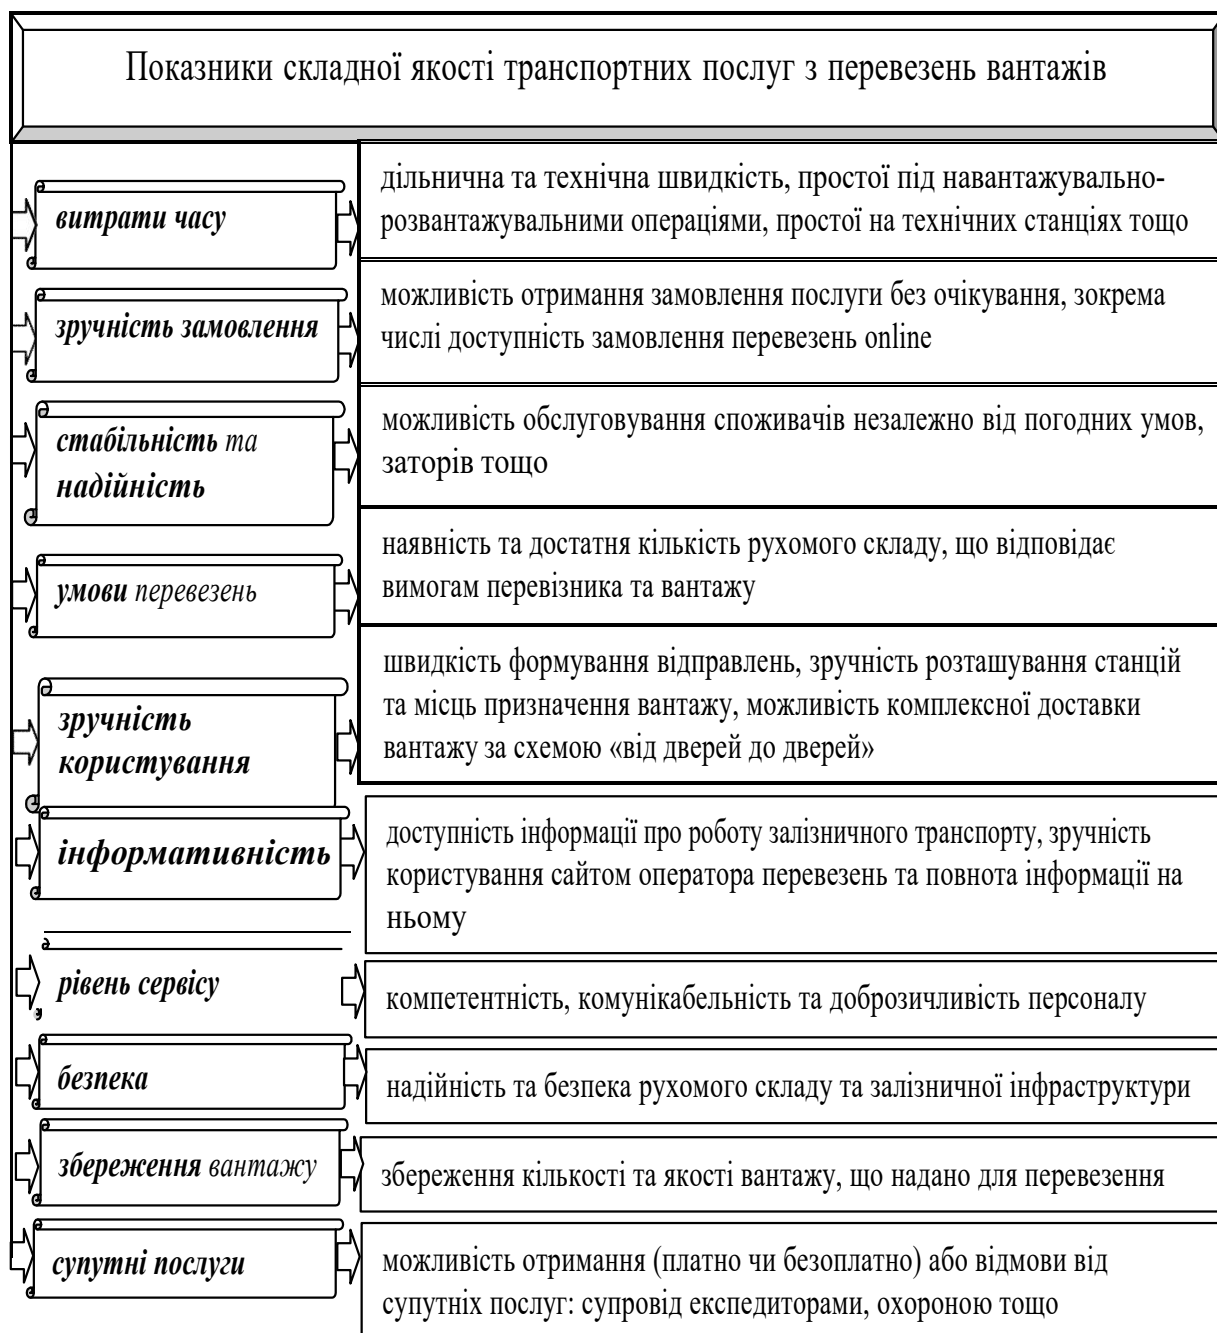 Показники складної якості транспортних послуг з перевезень вантажів
витрати часу
дільнична та технічна швидкість, простої під навантажувально-
розвантажувальними операціями, простої на технічних станціях тощо
зручність замовлення
можливість отримання замовлення послуги без очікування, зокрема
числі доступність замовлення перевезень online
стабільність та
надійність
можливість обслуговування споживачів незалежно від погодних умов,
заторів тощо
умови перевезень
наявність та достатня кількість рухомого складу, що відповідає
вимогам перевізника та вантажу
зручність
користування
швидкість формування відправлень, зручність розташування станцій
та місць призначення вантажу, можливість комплексної доставки
вантажу за схемою «від дверей до дверей»
інформативність
доступність інформації про роботу залізничного транспорту, зручність
користування сайтом оператора перевезень та повнота інформації на
ньому
рівень сервісу
компетентність, комунікабельність та доброзичливість персоналу
безпека
надійність та безпека рухомого складу та залізничної інфраструктури
збереження вантажу
збереження кількості та якості вантажу, що надано для перевезення
супутні послуги
можливість отримання (платно чи безоплатно) або відмови від
супутніх послуг: супровід експедиторами, охороною тощо